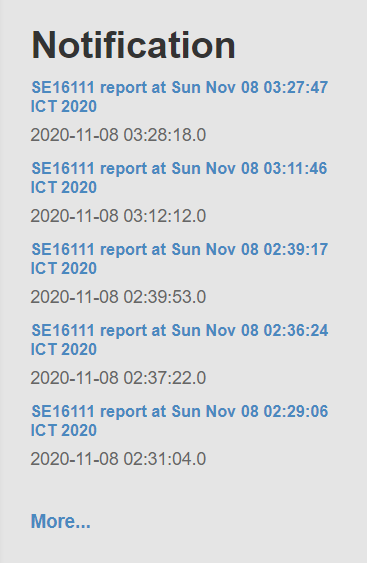 Notification
SE16111 report at Sun Nov 08 03:27:47
ICT 2020
2020-11-08 03:28:18.0
SE16111 report at Sun Nov 08 03:11:46
ICT 2020
2020-11-08 03:12:12.0
SE16111 report at Sun Nov 08 02:39:17
ICT 2020
2020-11-08 02:39:53.0
SE16111 report at Sun Nov 08 02:36:24
ICT 2020
2020-11-08 02:37:22.0
SE16111 report at Sun Nov 08 02:29:06
ICT 2020
2020-11-08 02:31:04.0
More...